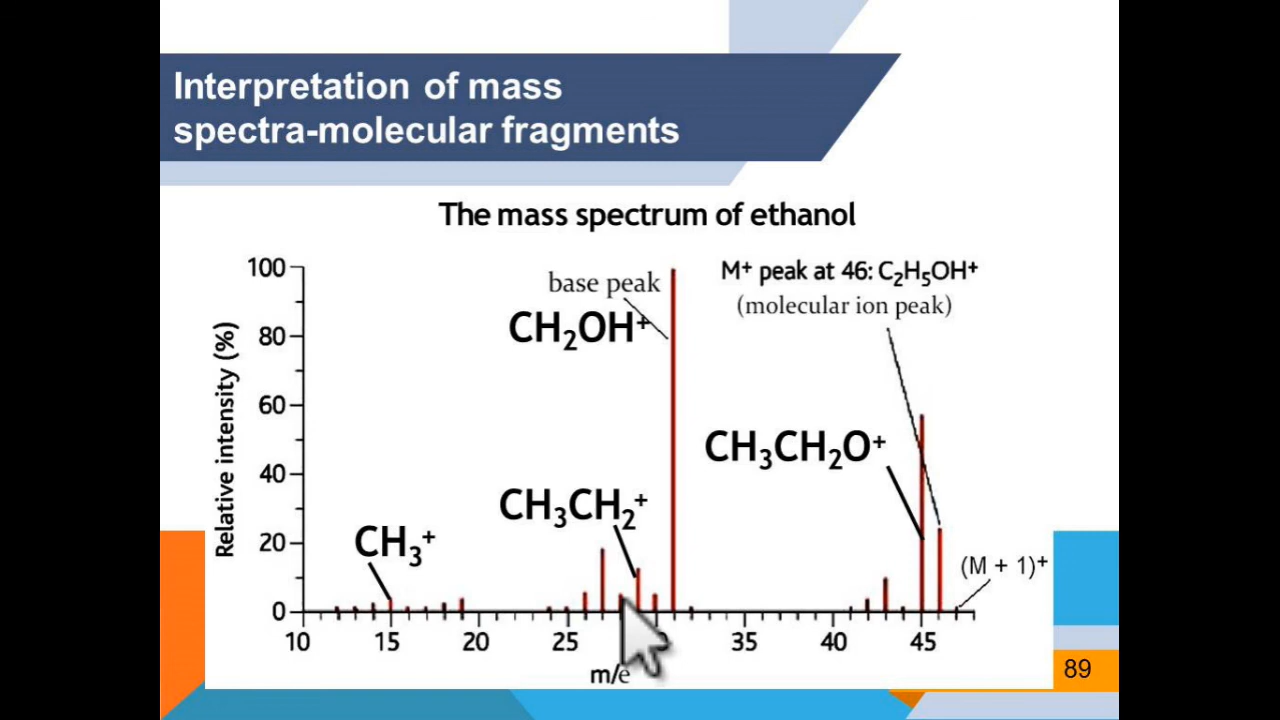 Interpretation of mass
spectra-molecular fragments
The mass spectrum of ethanol
100
80
60
40
20
0
Relative intensity (%)
base peak
CH₂OH⁺
M⁺ peak at 46: C₂H₅OH⁺
(molecular ion peak)
CH₃CH₂O⁺
CH₃CH₂⁺
CH₃⁺
(M + 1)⁺
10 15 20 25 35 40 45
m/e
89